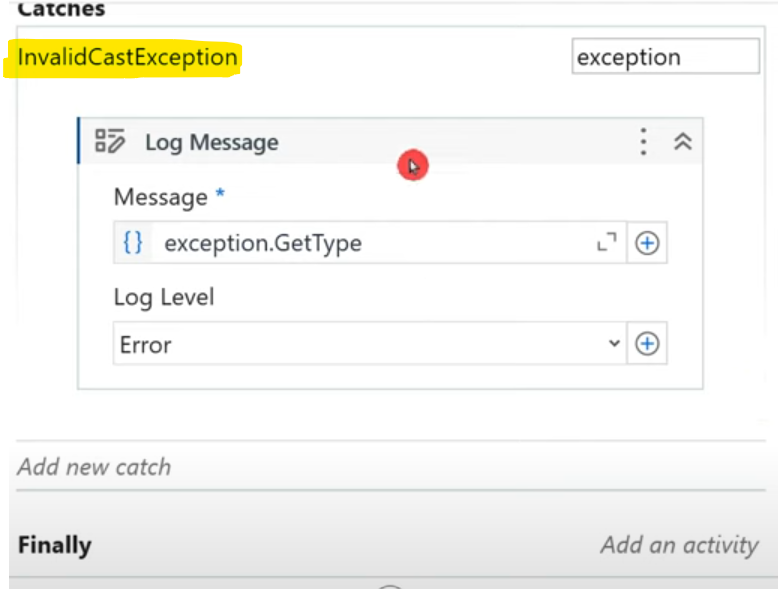 Catches
InvalidCastException exception
Log Message
Message *
{} exception.GetType
Log Level
Error
Add new catch
Finally Add an activity